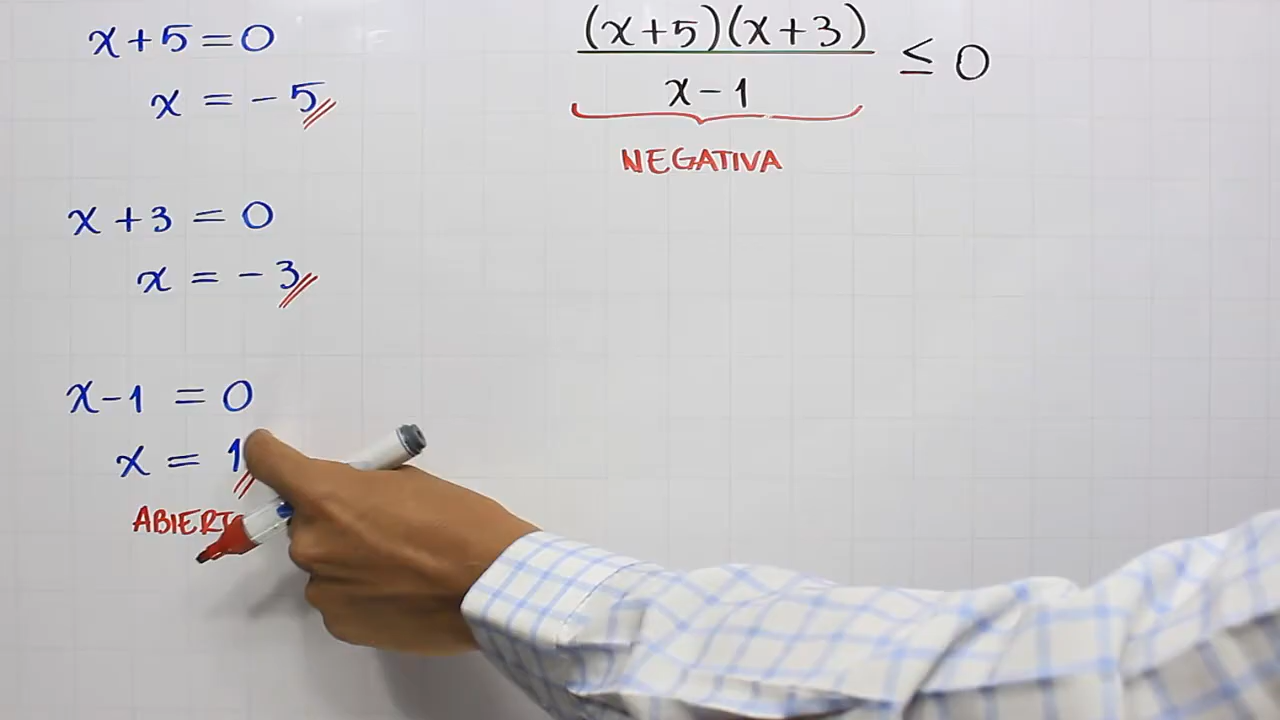 x+5=0
x = -5
x+3 = 0
x = -3
x-1 = 0
x = 1
(x+5)(x+3)
x-1
≤ 0
NEGATIVA